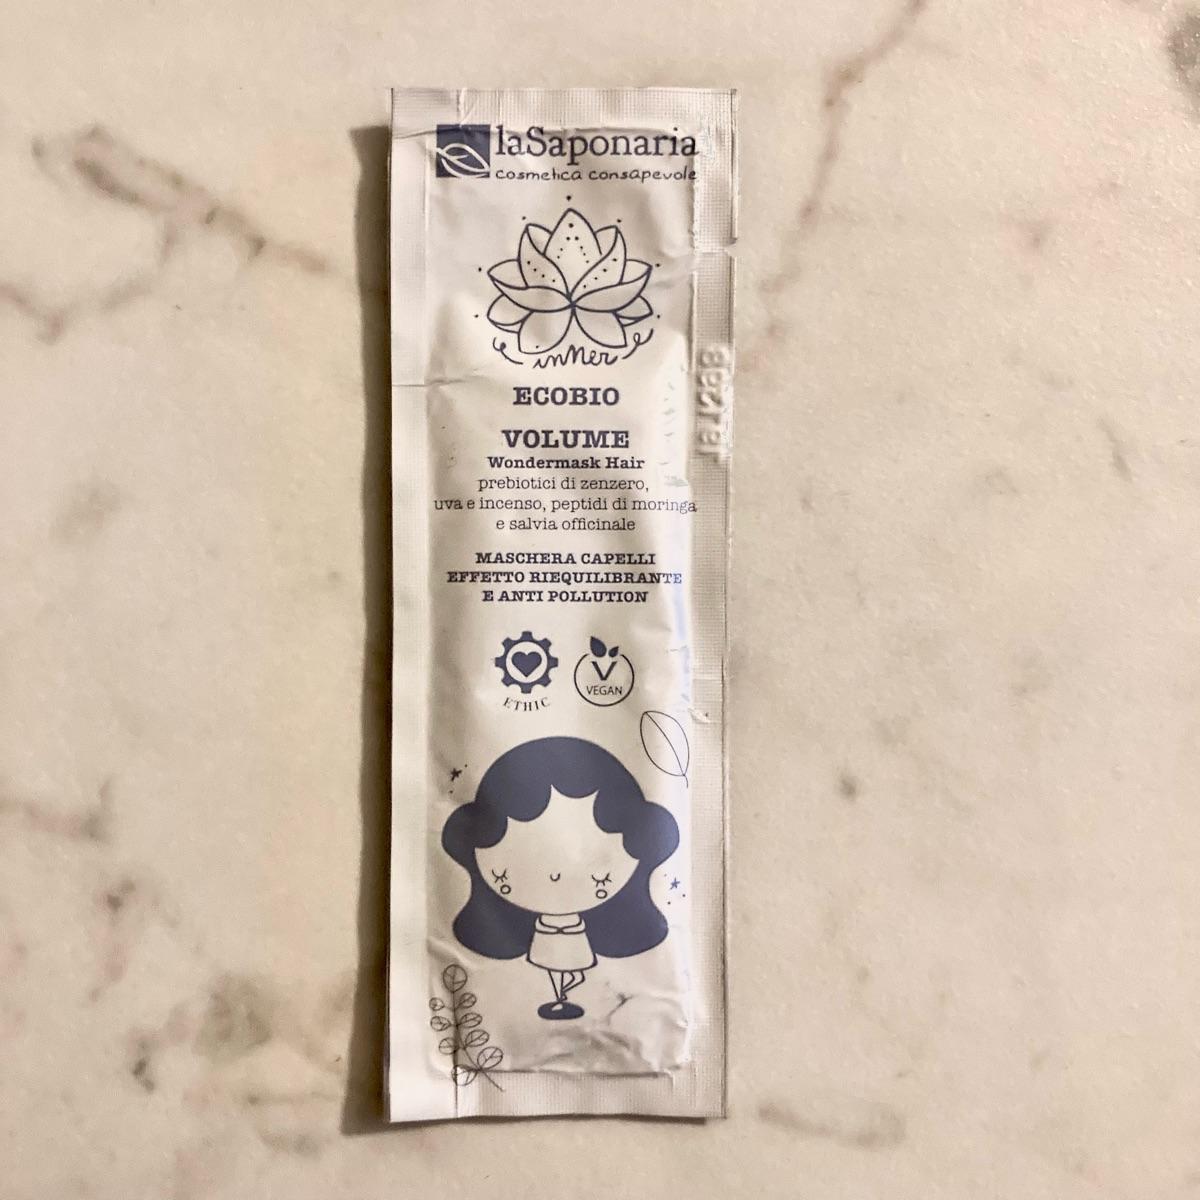 laSaponaria
cosmetica consapevole
inner
ECOBIO
VOLUME
Wondermask Hair
prebiotici di zenzero,
uva e incenso, peptidi di moringa
e salvia officinale
MASCHERA CAPELLI
EFFETTO RIEQUILIBRANTE
E ANTI POLLUTION
ETHIC
V
VEGAN